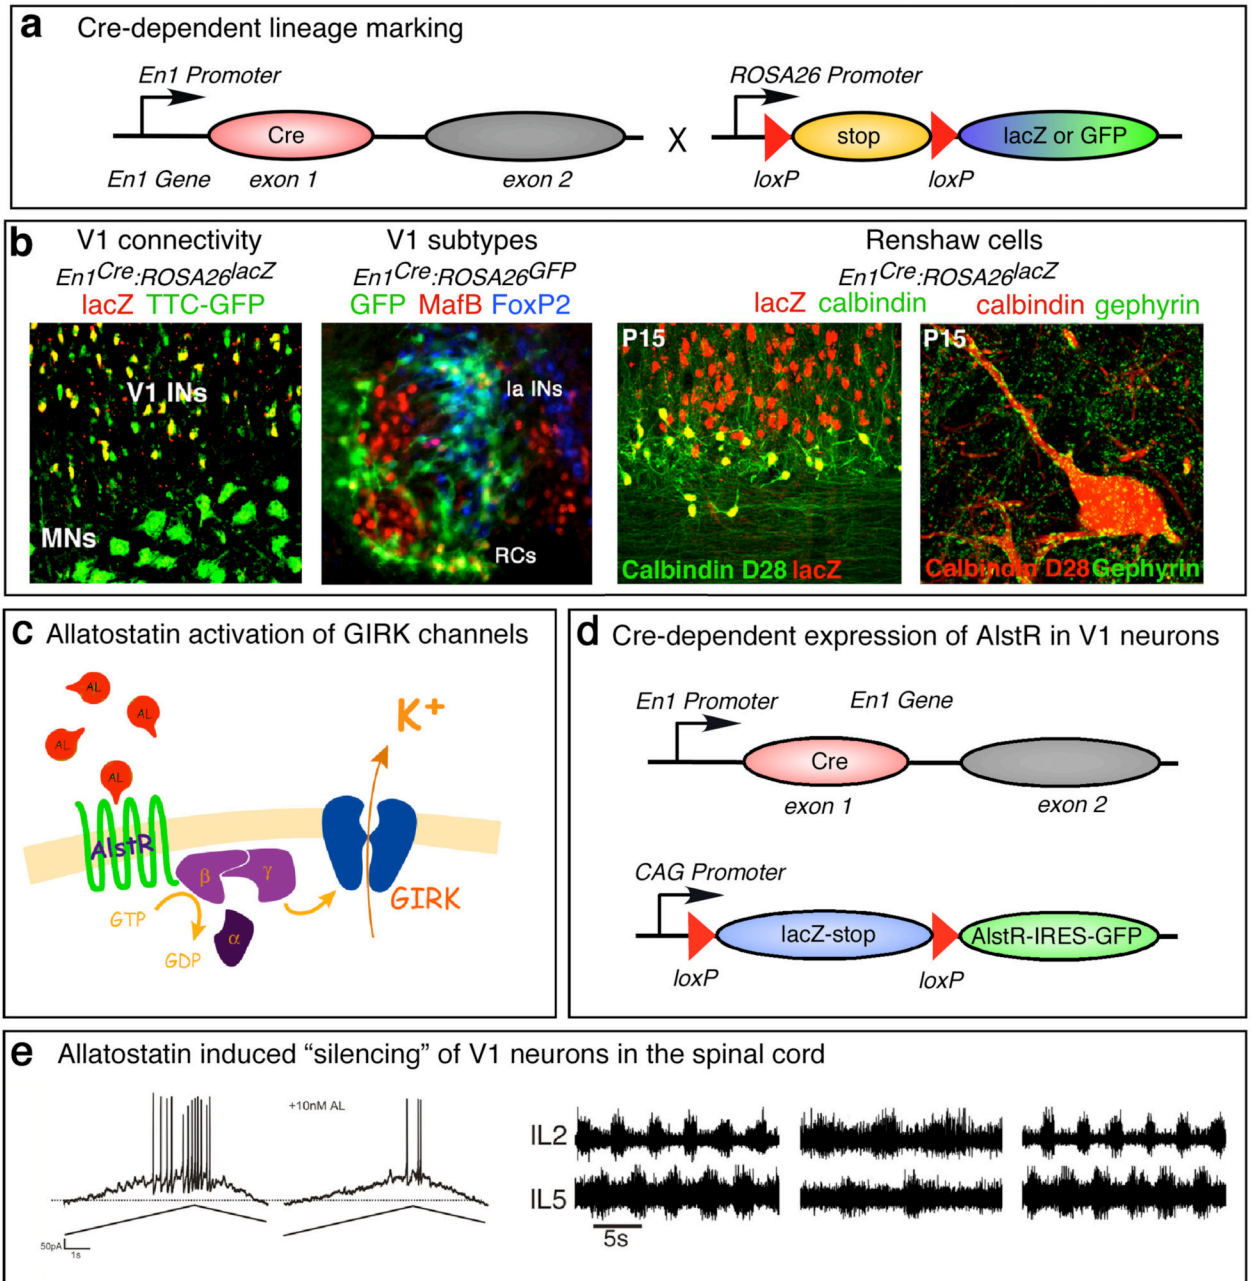 a Cre-dependent lineage marking
En1 Promoter
ROSA26 Promoter
Cre
X
stop
lacZ or GFP
En1 Gene exon 1 exon 2
loxP loxP
b V1 connectivity
En1Cre:ROSA26lacZ
lacZ TTC-GFP
V1 INs
MNs
V1 subtypes
En1Cre:ROSA26GFP
GFP MafB FoxP2
Ia INs
RCs
Renshaw cells
En1Cre:ROSA26lacZ
lacZ calbindin
calbindin gephyrin
P15
Calbindin D28 lacZ
P15
Calbindin D28 Gephyrin
c Allatostatin activation of GIRK channels
AL
AL
AL
AL
K+
AlstR
β γ
α
GTP
GDP
GIRK
d Cre-dependent expression of AlstR in V1 neurons
En1 Promoter En1 Gene
Cre
exon 1 exon 2
CAG Promoter
lacZ-stop AlstR-IRES-GFP
loxP loxP
e Allatostatin induced “silencing” of V1 neurons in the spinal cord
+10nM AL
50pA
1s
IL2
IL5
5s